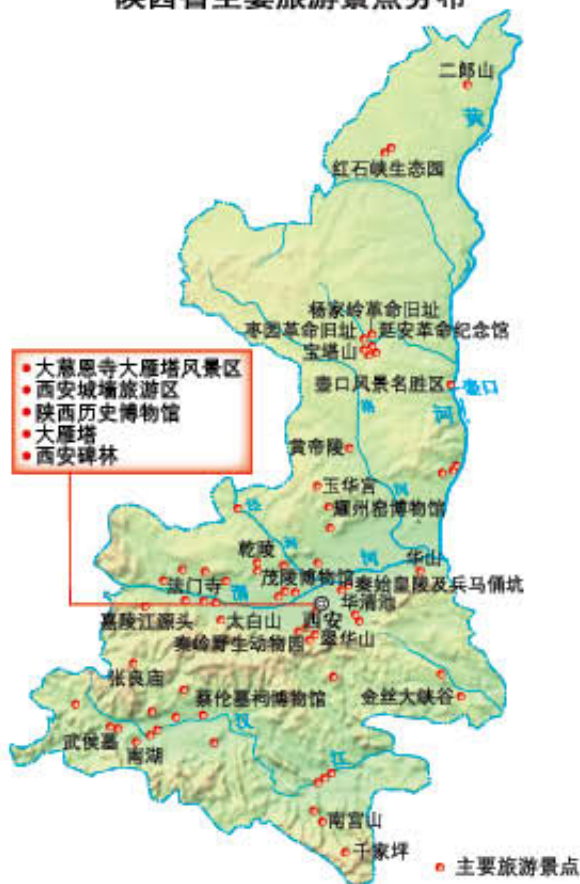 陕西省主要旅游景点分布
二郎山
黄
红石峡生态园
杨家岭革命旧址
枣园革命旧址
延安革命纪念馆
宝塔山
壶口风景名胜区
壶口
洛
河
大慈恩寺大雁塔风景区
西安城墙旅游区
陕西历史博物馆
大雁塔
西安碑林
黄帝陵
玉华宫
河
泾
耀州窑博物馆
河
乾陵
河
华山
法门寺
渭
茂陵博物馆
秦始皇陵及兵马俑坑
华清池
嘉陵江源头
太白山
西安
秦岭野生动物园
翠华山
张良庙
蔡伦墓祠博物馆
金丝大峡谷
汉
武侯墓
南湖
江
南宫山
千家坪
主要旅游景点